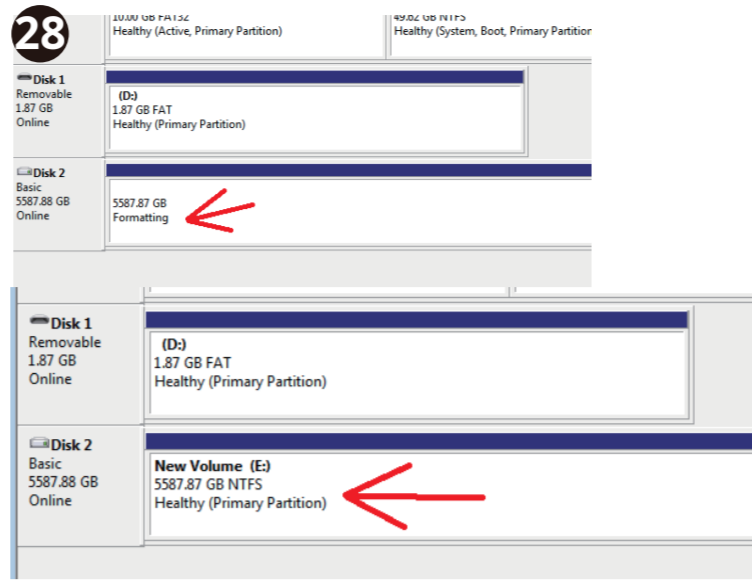 28
10.00 GB FAT32
Healthy (Active, Primary Partition)
49.62 GB NTFS
Healthy (System, Boot, Primary Partition
Disk 1
Removable
1.87 GB
Online
(D:)
1.87 GB FAT
Healthy (Primary Partition)
Disk 2
Basic
5587.88 GB
Online
5587.87 GB
Formatting
Disk 1
Removable
1.87 GB
Online
(D:)
1.87 GB FAT
Healthy (Primary Partition)
Disk 2
Basic
5587.88 GB
Online
New Volume (E:)
5587.87 GB NTFS
Healthy (Primary Partition)